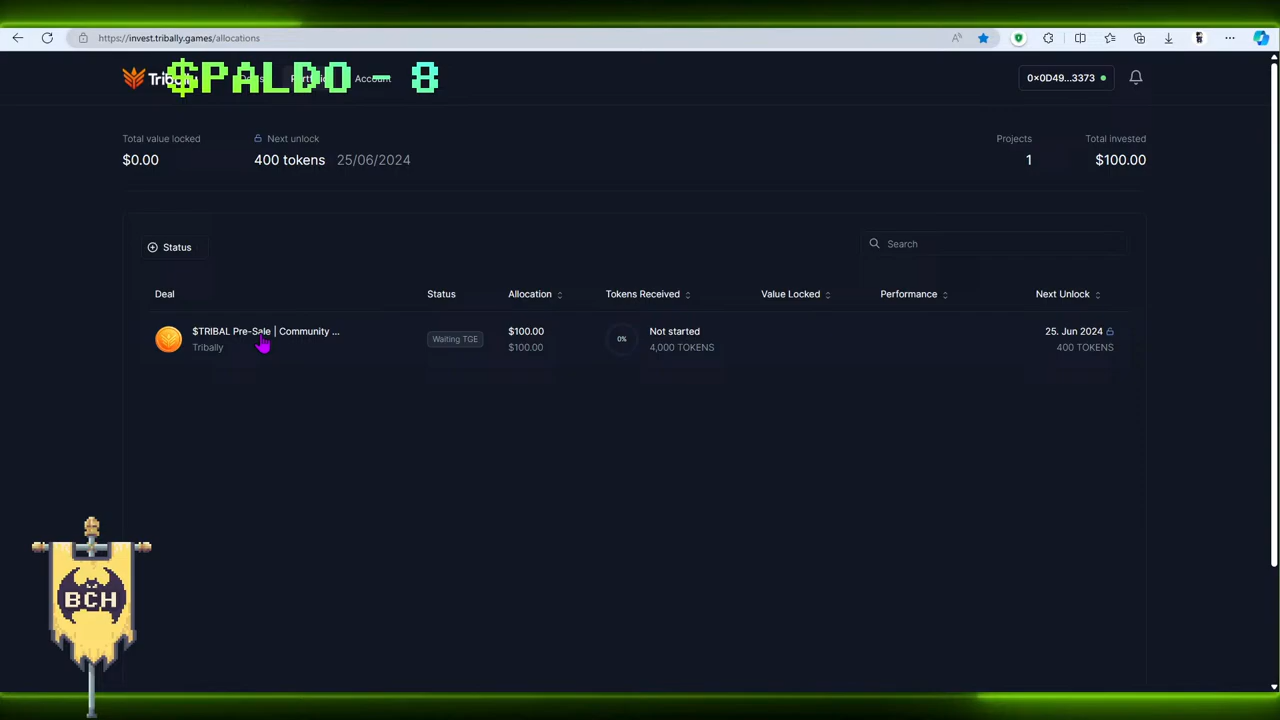 https://invest.tribally.games/allocations
$PALDO - 8
Tribally
Account
0x0D49...3373
Total value locked
Next unlock
Projects
Total invested
$0.00
400 tokens 25/06/2024
1
$100.00
Status
Search
Deal
Status
Allocation
Tokens Received
Value Locked
Performance
Next Unlock
$TRIBAL Pre-Sale | Community ...
Tribally
Waiting TGE
$100.00
$100.00
0%
Not started
4,000 TOKENS
25. Jun 2024
400 TOKENS
BCH